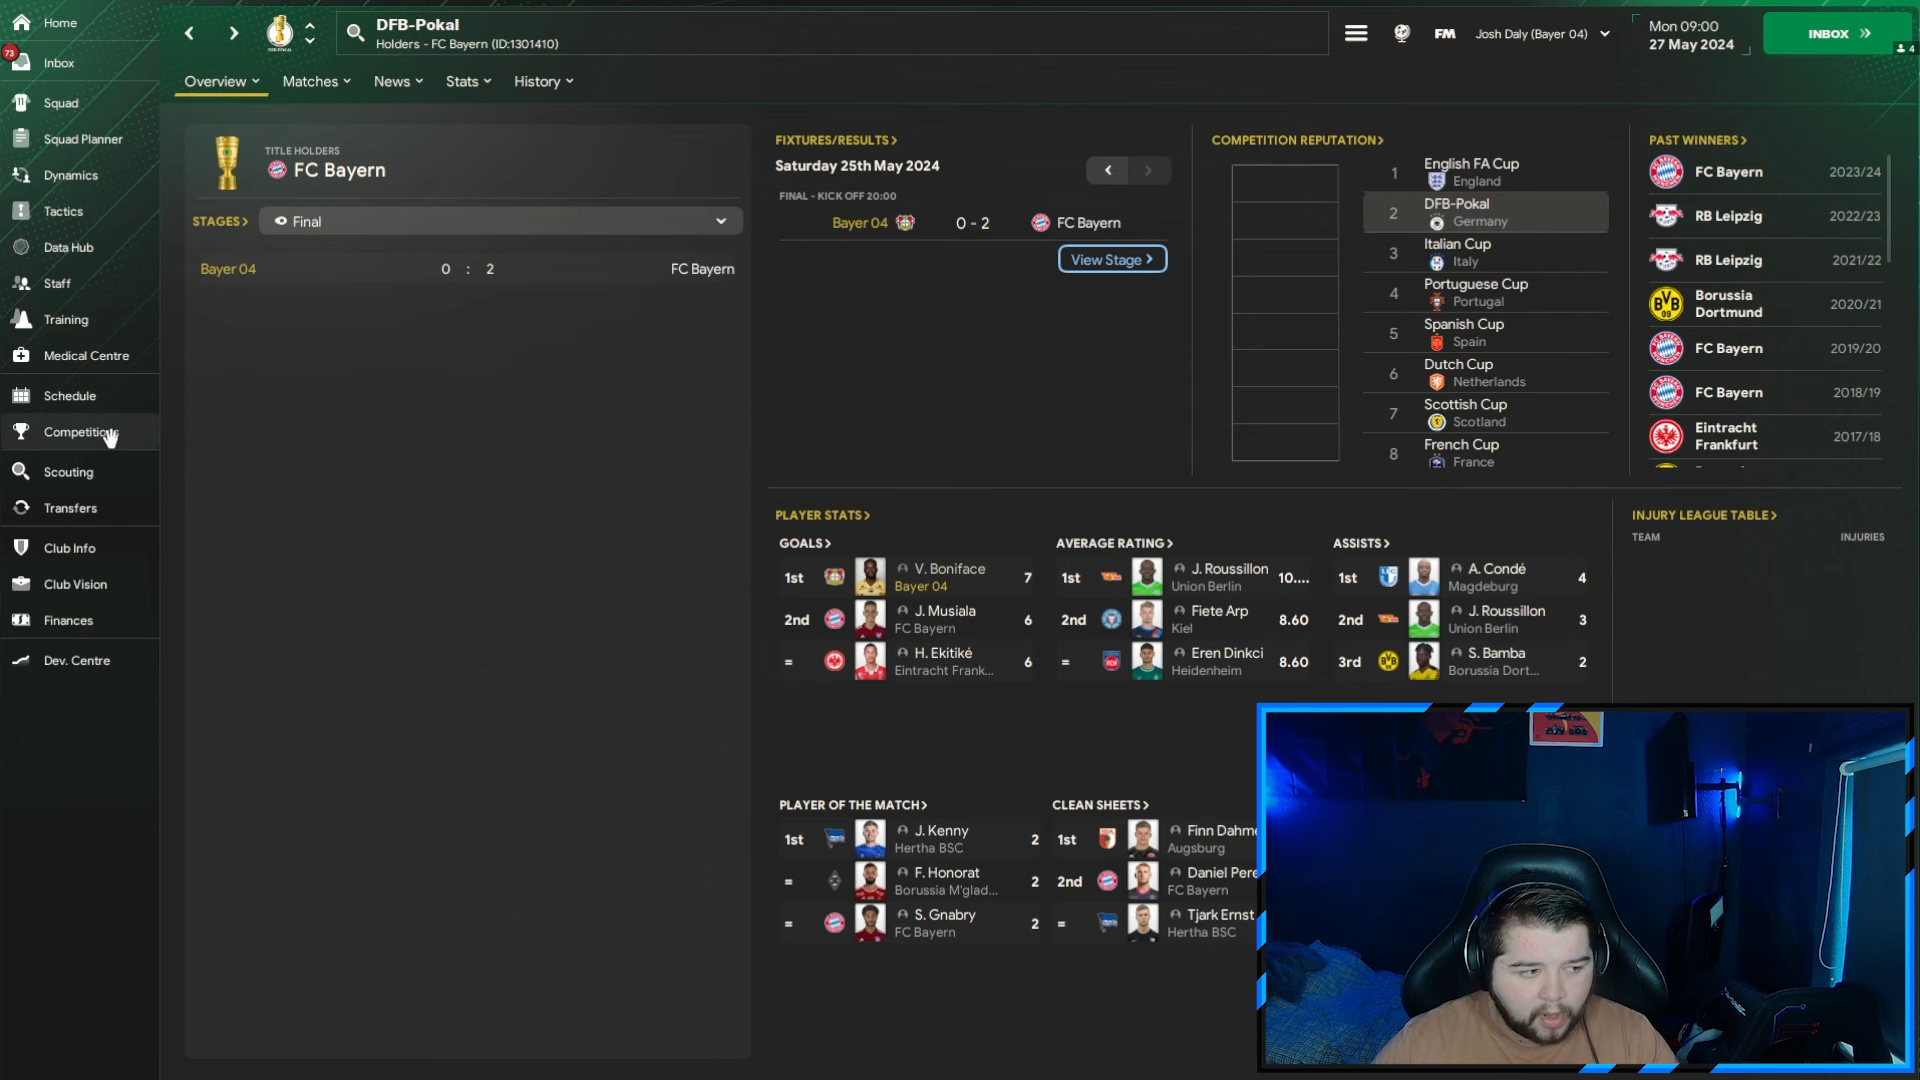 Home
73
Inbox
Squad
Squad Planner
Dynamics
Tactics
Data Hub
Staff
Training
Medical Centre
Schedule
Scouting
Transfers
Club Info
Club Vision
Finances
Dev. Centre
DFB-Pokal
Holders - FC Bayern (ID:1301410)
FM
Josh Daly (Bayer 04)
Mon 09:00
27 May 2024
INBOX
4
Overview
Matches
News
Stats
History
TITLE HOLDERS
FC Bayern
STAGES >
Final
Bayer 04 0 : 2 FC Bayern
FIXTURES/RESULTS >
Saturday 25th May 2024
FINAL - KICK OFF 20:00
Bayer 04 0 - 2 FC Bayern
View Stage >
COMPETITION REPUTATION >
1 English FA Cup
England
2 DFB-Pokal
Germany
3 Italian Cup
Italy
4 Portuguese Cup
Portugal
5 Spanish Cup
Spain
6 Dutch Cup
Netherlands
7 Scottish Cup
Scotland
8 French Cup
France
PAST WINNERS >
FC Bayern 2023/24
RB Leipzig 2022/23
RB Leipzig 2021/22
Borussia
Dortmund 2020/21
FC Bayern 2019/20
FC Bayern 2018/19
Eintracht
Frankfurt 2017/18
PLAYER STATS >
GOALS >
1st V. Boniface 7
Bayer 04
2nd J. Musiala 6
FC Bayern
= H. Ekitiké 6
Eintracht Frank...
AVERAGE RATING >
1st J. Roussillon 10....
Union Berlin
2nd Fiete Arp 8.60
Kiel
= Eren Dinkci 8.60
Heidenheim
ASSISTS >
1st A. Condé 4
Magdeburg
2nd J. Roussillon 3
Union Berlin
3rd S. Bamba 2
Borussia Dort...
INJURY LEAGUE TABLE >
TEAM INJURIES
PLAYER OF THE MATCH >
1st J. Kenny 2
Hertha BSC
= F. Honorat 2
Borussia M'glad...
= S. Gnabry 2
FC Bayern
CLEAN SHEETS >
1st Finn Dahme
Augsburg
2nd Daniel Pere
FC Bayern
= Tjark Ernst
Hertha BSC